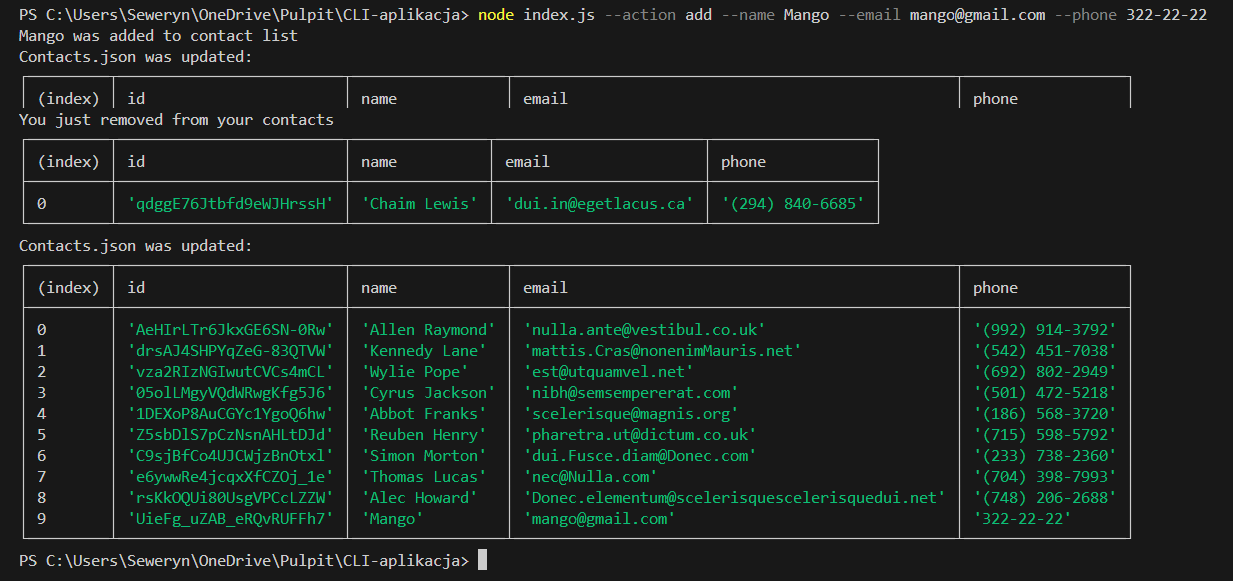 PS C:\Users\Seweryn\OneDrive\Pulpit\CLI-aplikacja> node index.js --action add --name Mango --email mango@gmail.com --phone 322-22-22
Mango was added to contact list
Contacts.json was updated:
(index) id name email phone
You just removed from your contacts
(index) id name email phone
0 'qdggE76Jtbfd9eWJHrssH' 'Chaim Lewis' 'dui.in@egetlacus.ca' '(294) 840-6685'
Contacts.json was updated:
(index) id name email phone
0 'AeHIrLTr6JkxGE6SN-0Rw' 'Allen Raymond' 'nulla.ante@vestibul.co.uk' '(992) 914-3792'
1 'drsAJ4SHPYqZeG-83QTVW' 'Kennedy Lane' 'mattis.Cras@nonenimMauris.net' '(542) 451-7038'
2 'vza2RIzNGIwutCVCs4mCL' 'Wylie Pope' 'est@utquamvel.net' '(692) 802-2949'
3 '05olLMgyVQdWRwgKfg5J6' 'Cyrus Jackson' 'nibh@semsempererat.com' '(501) 472-5218'
4 '1DEXoP8AuCGYc1YgoQ6hw' 'Abbot Franks' 'scelerisque@magnis.org' '(186) 568-3720'
5 'Z5sbDlS7pCzNsnAHLtDJd' 'Reuben Henry' 'pharetra.ut@dictum.co.uk' '(715) 598-5792'
6 'C9sjBfCo4UJCWjzBnOtxl' 'Simon Morton' 'dui.Fusce.diam@Donec.com' '(233) 738-2360'
7 'e6ywwRe4jcqxXfCZOj_1e' 'Thomas Lucas' 'nec@Nulla.com' '(704) 398-7993'
8 'rsKkOQUi80UsgVPCcLZZW' 'Alec Howard' 'Donec.elementum@scelerisquescelerisquedui.net' '(748) 206-2688'
9 'UieFg_uZAB_eRQvRUFFh7' 'Mango' 'mango@gmail.com' '322-22-22'
PS C:\Users\Seweryn\OneDrive\Pulpit\CLI-aplikacja>